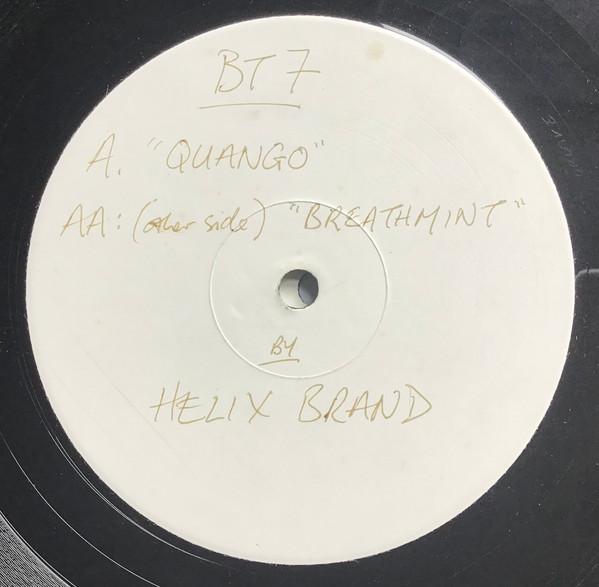 BT 7
A. "QUANGO"
AA: (other side) "BREATHMINT"
BY
HELIX BRAND